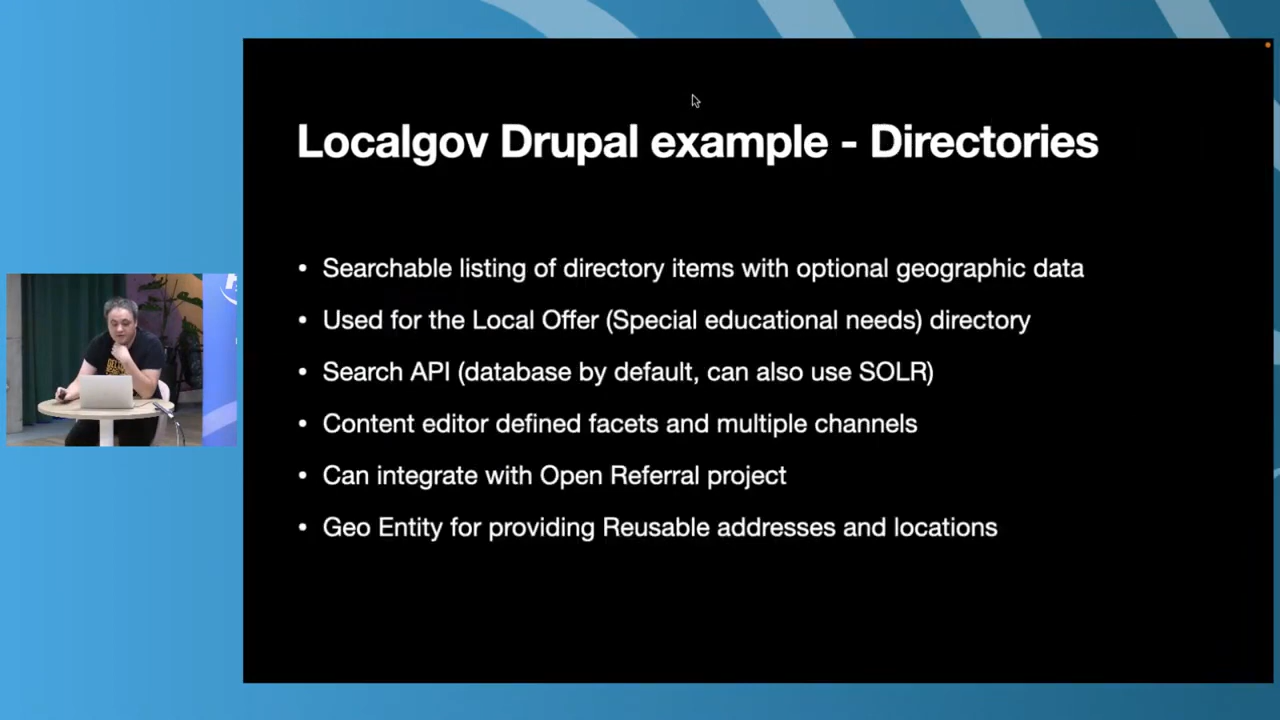 Localgov Drupal example - Directories
• Searchable listing of directory items with optional geographic data
• Used for the Local Offer (Special educational needs) directory
• Search API (database by default, can also use SOLR)
• Content editor defined facets and multiple channels
• Can integrate with Open Referral project
• Geo Entity for providing Reusable addresses and locations